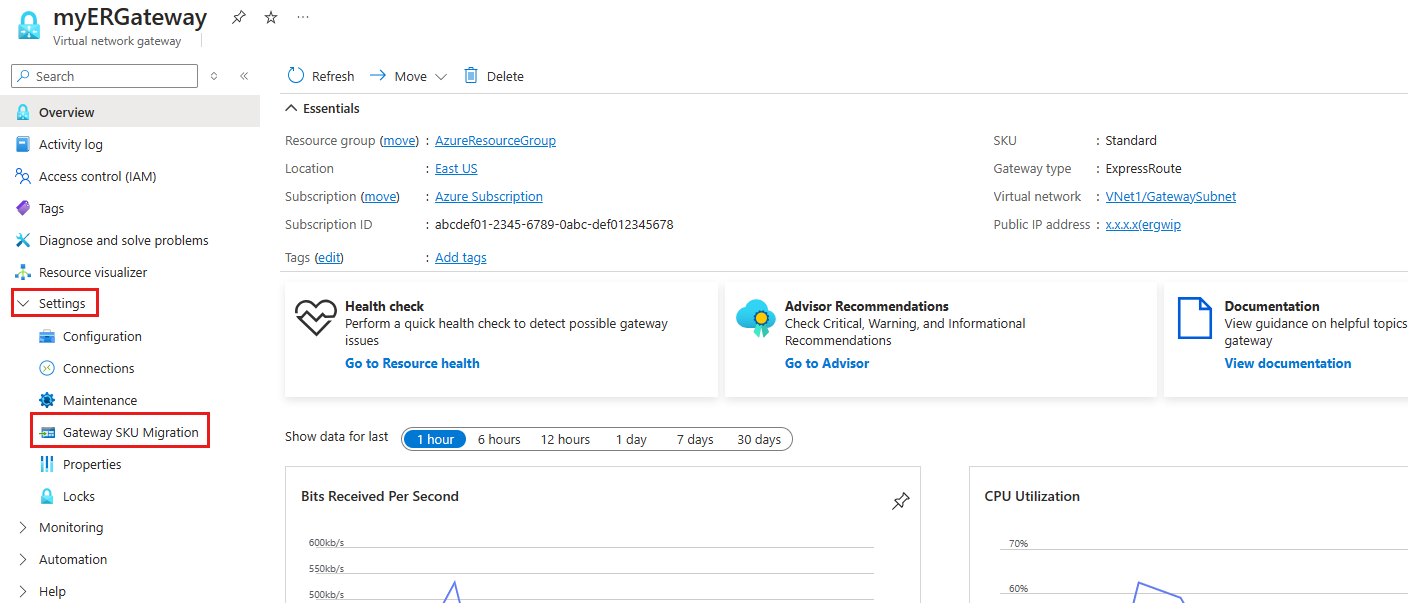 myERGateway
Virtual network gateway
Search
Overview
Activity log
Access control (IAM)
Tags
Diagnose and solve problems
Resource visualizer
Settings
Configuration
Connections
Maintenance
Gateway SKU Migration
Properties
Locks
Monitoring
Automation
Help
Refresh Move Delete
Essentials
Resource group (move) : AzureResourceGroup
Location : East US
Subscription (move) : Azure Subscription
Subscription ID : abcdef01-2345-6789-0abc-def012345678
Tags (edit) : Add tags
SKU : Standard
Gateway type : ExpressRoute
Virtual network : VNet1/GatewaySubnet
Public IP address : x.x.x.x(ergwip
Health check
Perform a quick health check to detect possible gateway
issues
Go to Resource health
Advisor Recommendations
Check Critical, Warning, and Informational
Recommendations
Go to Advisor
Documentation
View guidance on helpful topics
gateway
View documentation
Show data for last 1 hour 6 hours 12 hours 1 day 7 days 30 days
Bits Received Per Second
600kb/s
550kb/s
500kb/s
CPU Utilization
70%
60%